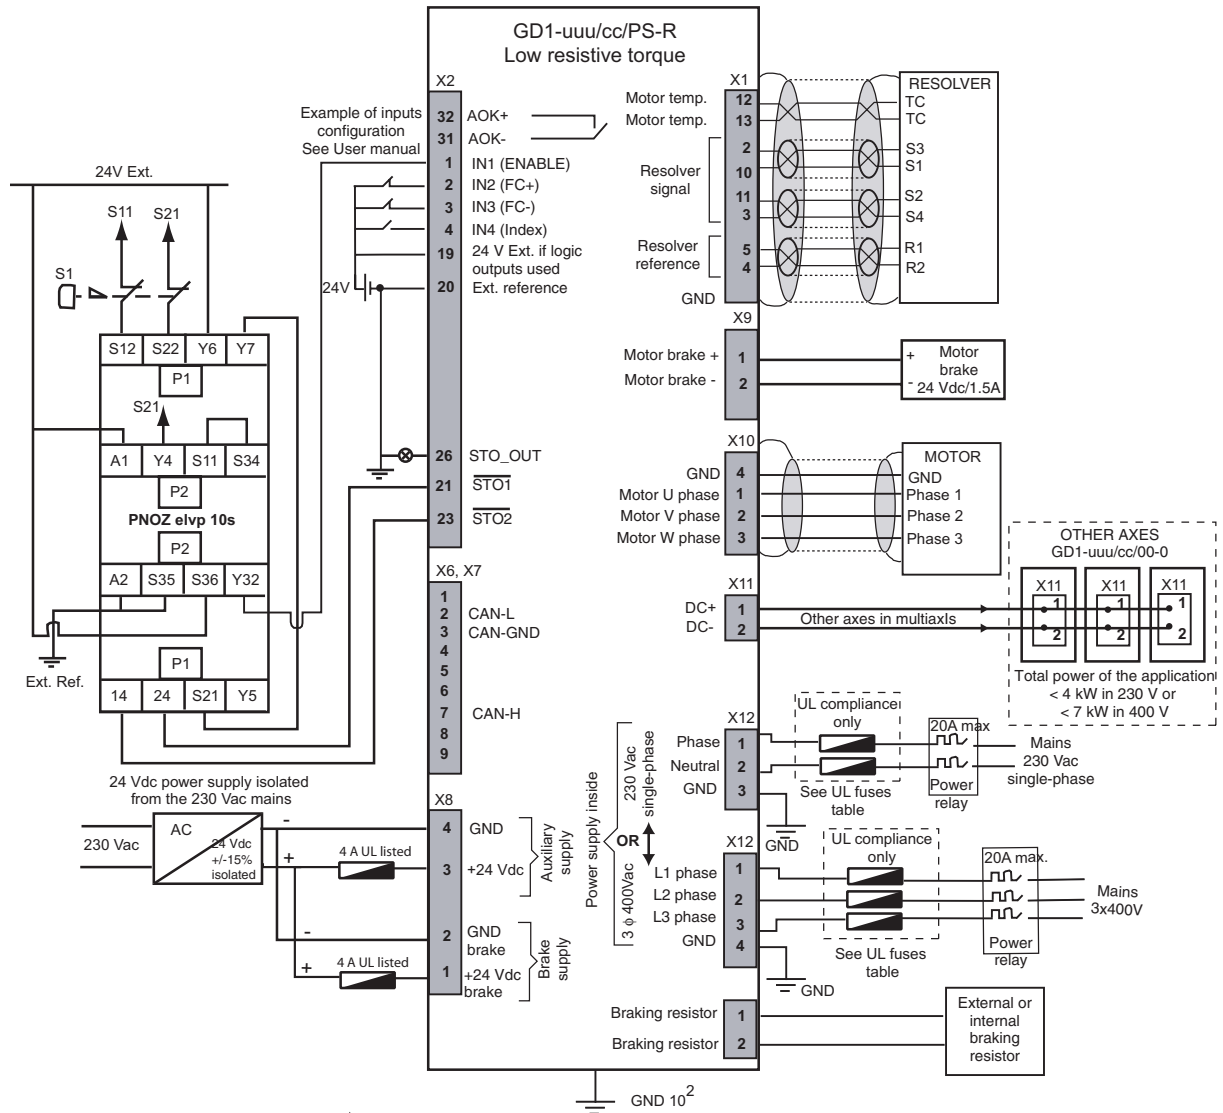 GD1-uuu/cc/PS-R
Low resistive torque
X2
Example of inputs
configuration
See User manual
32 AOK+
31 AOK-
1 IN1 (ENABLE)
2 IN2 (FC+)
3 IN3 (FC-)
4 IN4 (Index)
19 24 V Ext. if logic
outputs used
20 Ext. reference
24V
26 STO_OUT
21 STO1
23 STO2
24V Ext.
S11
S21
S1
S12 S22 Y6 Y7
P1
S21
A1 Y4 S11 S34
P2
PNOZ elvp 10s
P2
A2 S35 S36 Y32
P1
Ext. Ref.
14 24 S21 Y5
X6, X7
1
2 CAN-L
3 CAN-GND
4
5
6
7 CAN-H
8
9
24 Vdc power supply isolated
from the 230 Vac mains
230 Vac
AC
24 Vdc
+/-15%
isolated
-
+
4 A UL listed
-
+
4 A UL listed
X8
4 GND
3 +24 Vdc
Auxiliary
supply
2 GND
brake
1 +24 Vdc
brake
Brake
supply
X1
Motor temp. 12
Motor temp. 13
Resolver
signal
2
10
11
3
Resolver
reference
5
4
GND
RESOLVER
TC
TC
S3
S1
S2
S4
R1
R2
X9
Motor brake + 1
Motor brake - 2
+ Motor
brake
- 24 Vdc/1.5A
X10
GND 4
Motor U phase 1
Motor V phase 2
Motor W phase 3
MOTOR
GND
Phase 1
Phase 2
Phase 3
X11
DC+ 1
DC- 2
Other axes in multiaxIs
OTHER AXES
GD1-uuu/cc/00-0
X11 X11 X11
1 1 1
2 2 2
Total power of the application
< 4 kW in 230 V or
< 7 kW in 400 V
Power supply inside
230 Vac
single-phase
OR
3 ϕ 400Vac
X12
Phase 1
Neutral 2
GND 3
UL compliance
only
See UL fuses
table
20A max
Power
relay
Mains
230 Vac
single-phase
GND
X12
L1 phase 1
L2 phase 2
L3 phase 3
GND 4
UL compliance
only
See UL fuses
table
20A max.
Power
relay
Mains
3x400V
GND
Braking resistor 1
Braking resistor 2
External or
internal
braking
resistor
GND 10²